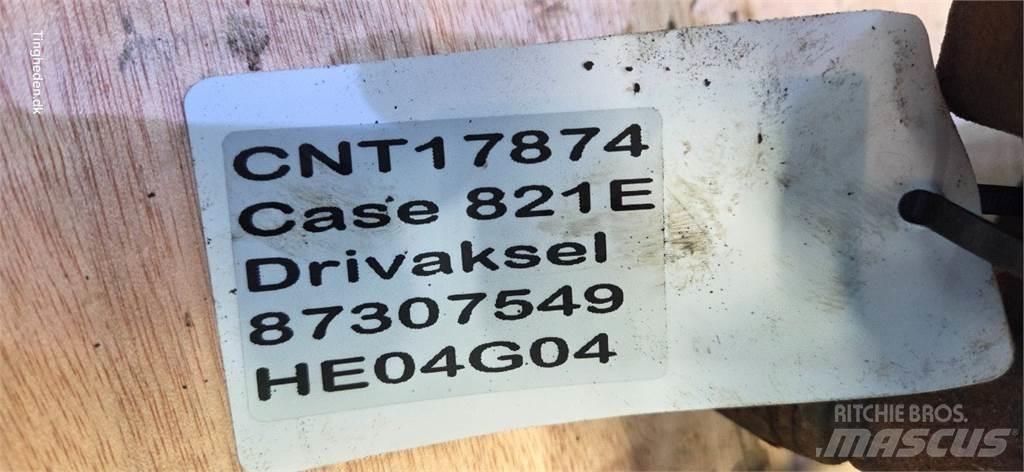 Tingheden.dk
CNT17874
Case 821E
Drivaksel
87307549
HE04G04
RITCHIE BROS.
MASCUS